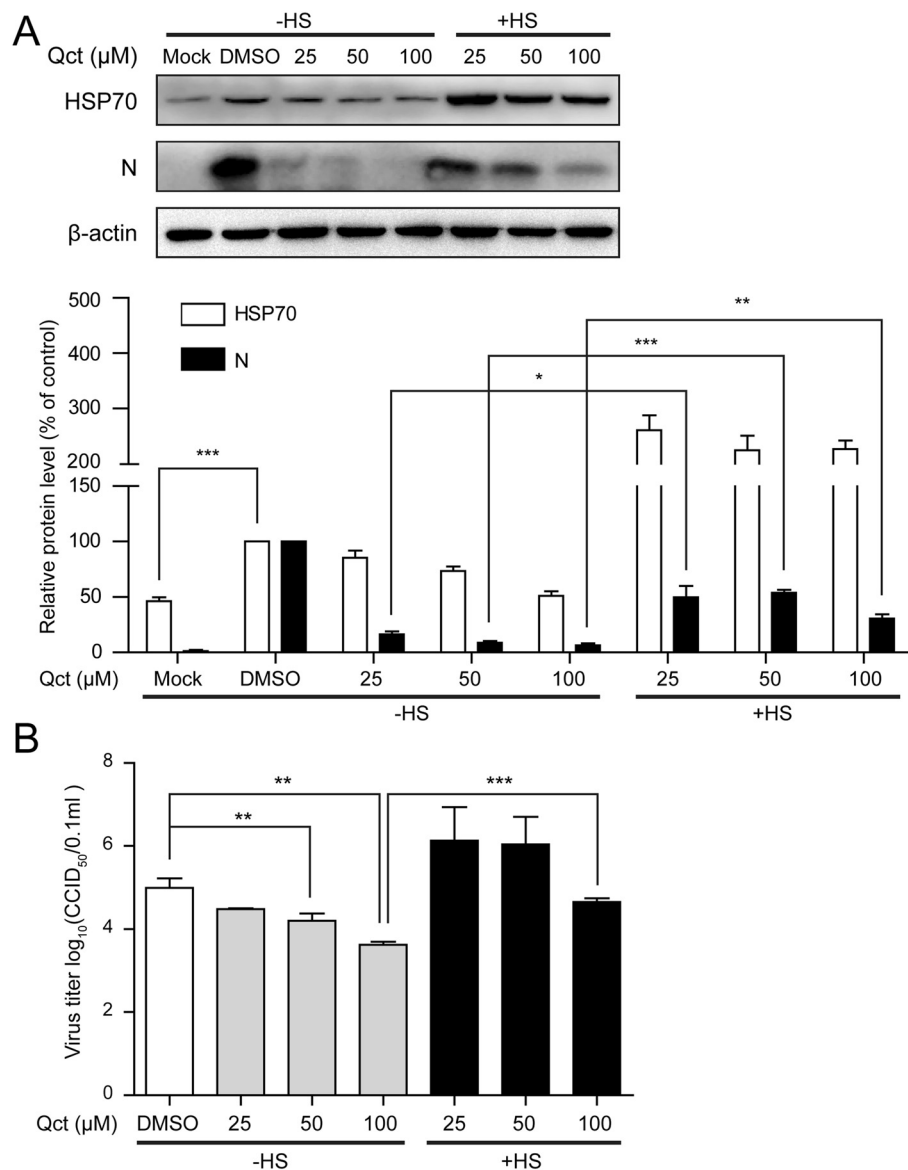 A
-HS +HS
Qct (μM) Mock DMSO 25 50 100 25 50 100
HSP70
N
β-actin
Relative protein level (% of control)
500
400
300
200
150
100
50
0
HSP70
N
***
*
***
**
Qct (μM) Mock DMSO 25 50 100 25 50 100
-HS +HS
B
Virus titer log10(CCID50/0.1ml )
8
6
4
2
0
**
**
***
Qct (μM) DMSO 25 50 100 25 50 100
-HS +HS